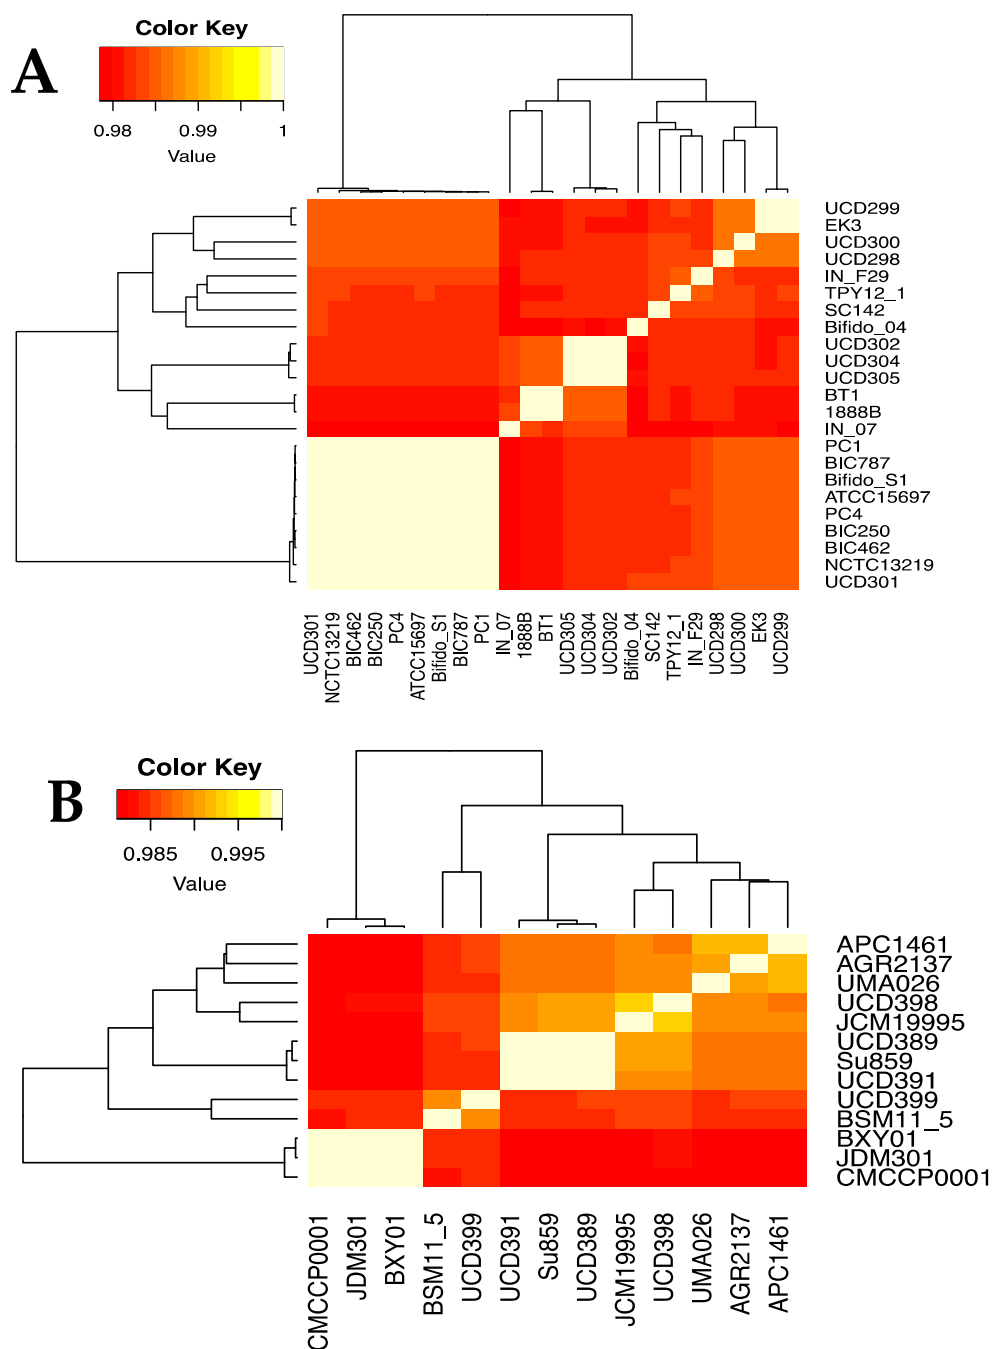 A
Color Key
0.98 0.99 1
Value
UCD299
EK3
UCD300
UCD298
IN_F29
TPY12_1
SC142
Bifido_04
UCD302
UCD304
UCD305
BT1
1888B
IN_07
PC1
BIC787
Bifido_S1
ATCC15697
PC4
BIC250
BIC462
NCTC13219
UCD301
UCD301
NCTC13219
BIC462
BIC250
PC4
ATCC15697
Bifido_S1
BIC787
PC1
IN_07
1888B
BT1
UCD305
UCD304
UCD302
Bifido_04
SC142
TPY12_1
IN_F29
UCD298
UCD300
EK3
UCD299
B
Color Key
0.985 0.995
Value
APC1461
AGR2137
UMA026
UCD398
JCM19995
UCD389
Su859
UCD391
UCD399
BSM11_5
BXY01
JDM301
CMCCP0001
CMCCP0001
JDM301
BXY01
BSM11_5
UCD399
UCD391
Su859
UCD389
JCM19995
UCD398
UMA026
AGR2137
APC1461